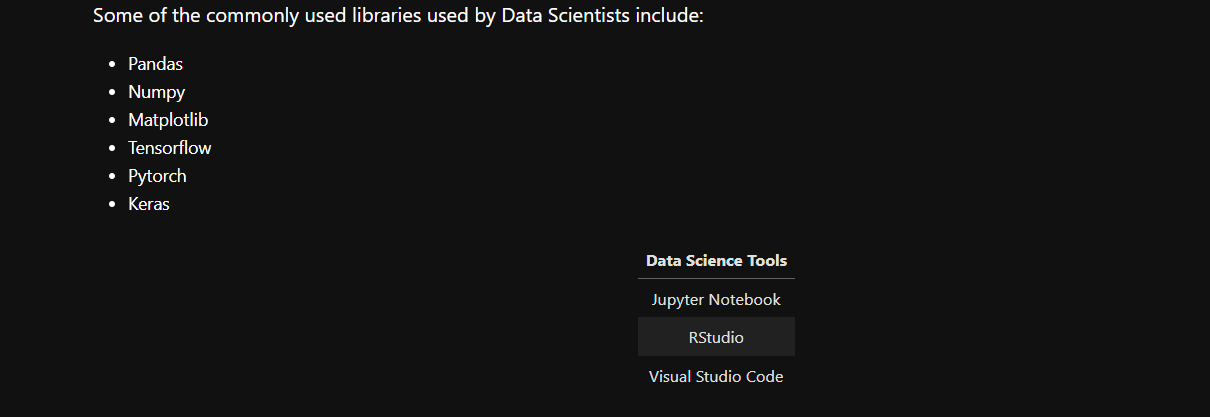 Some of the commonly used libraries used by Data Scientists include:
• Pandas
• Numpy
• Matplotlib
• Tensorflow
• Pytorch
• Keras
Data Science Tools
Jupyter Notebook
RStudio
Visual Studio Code